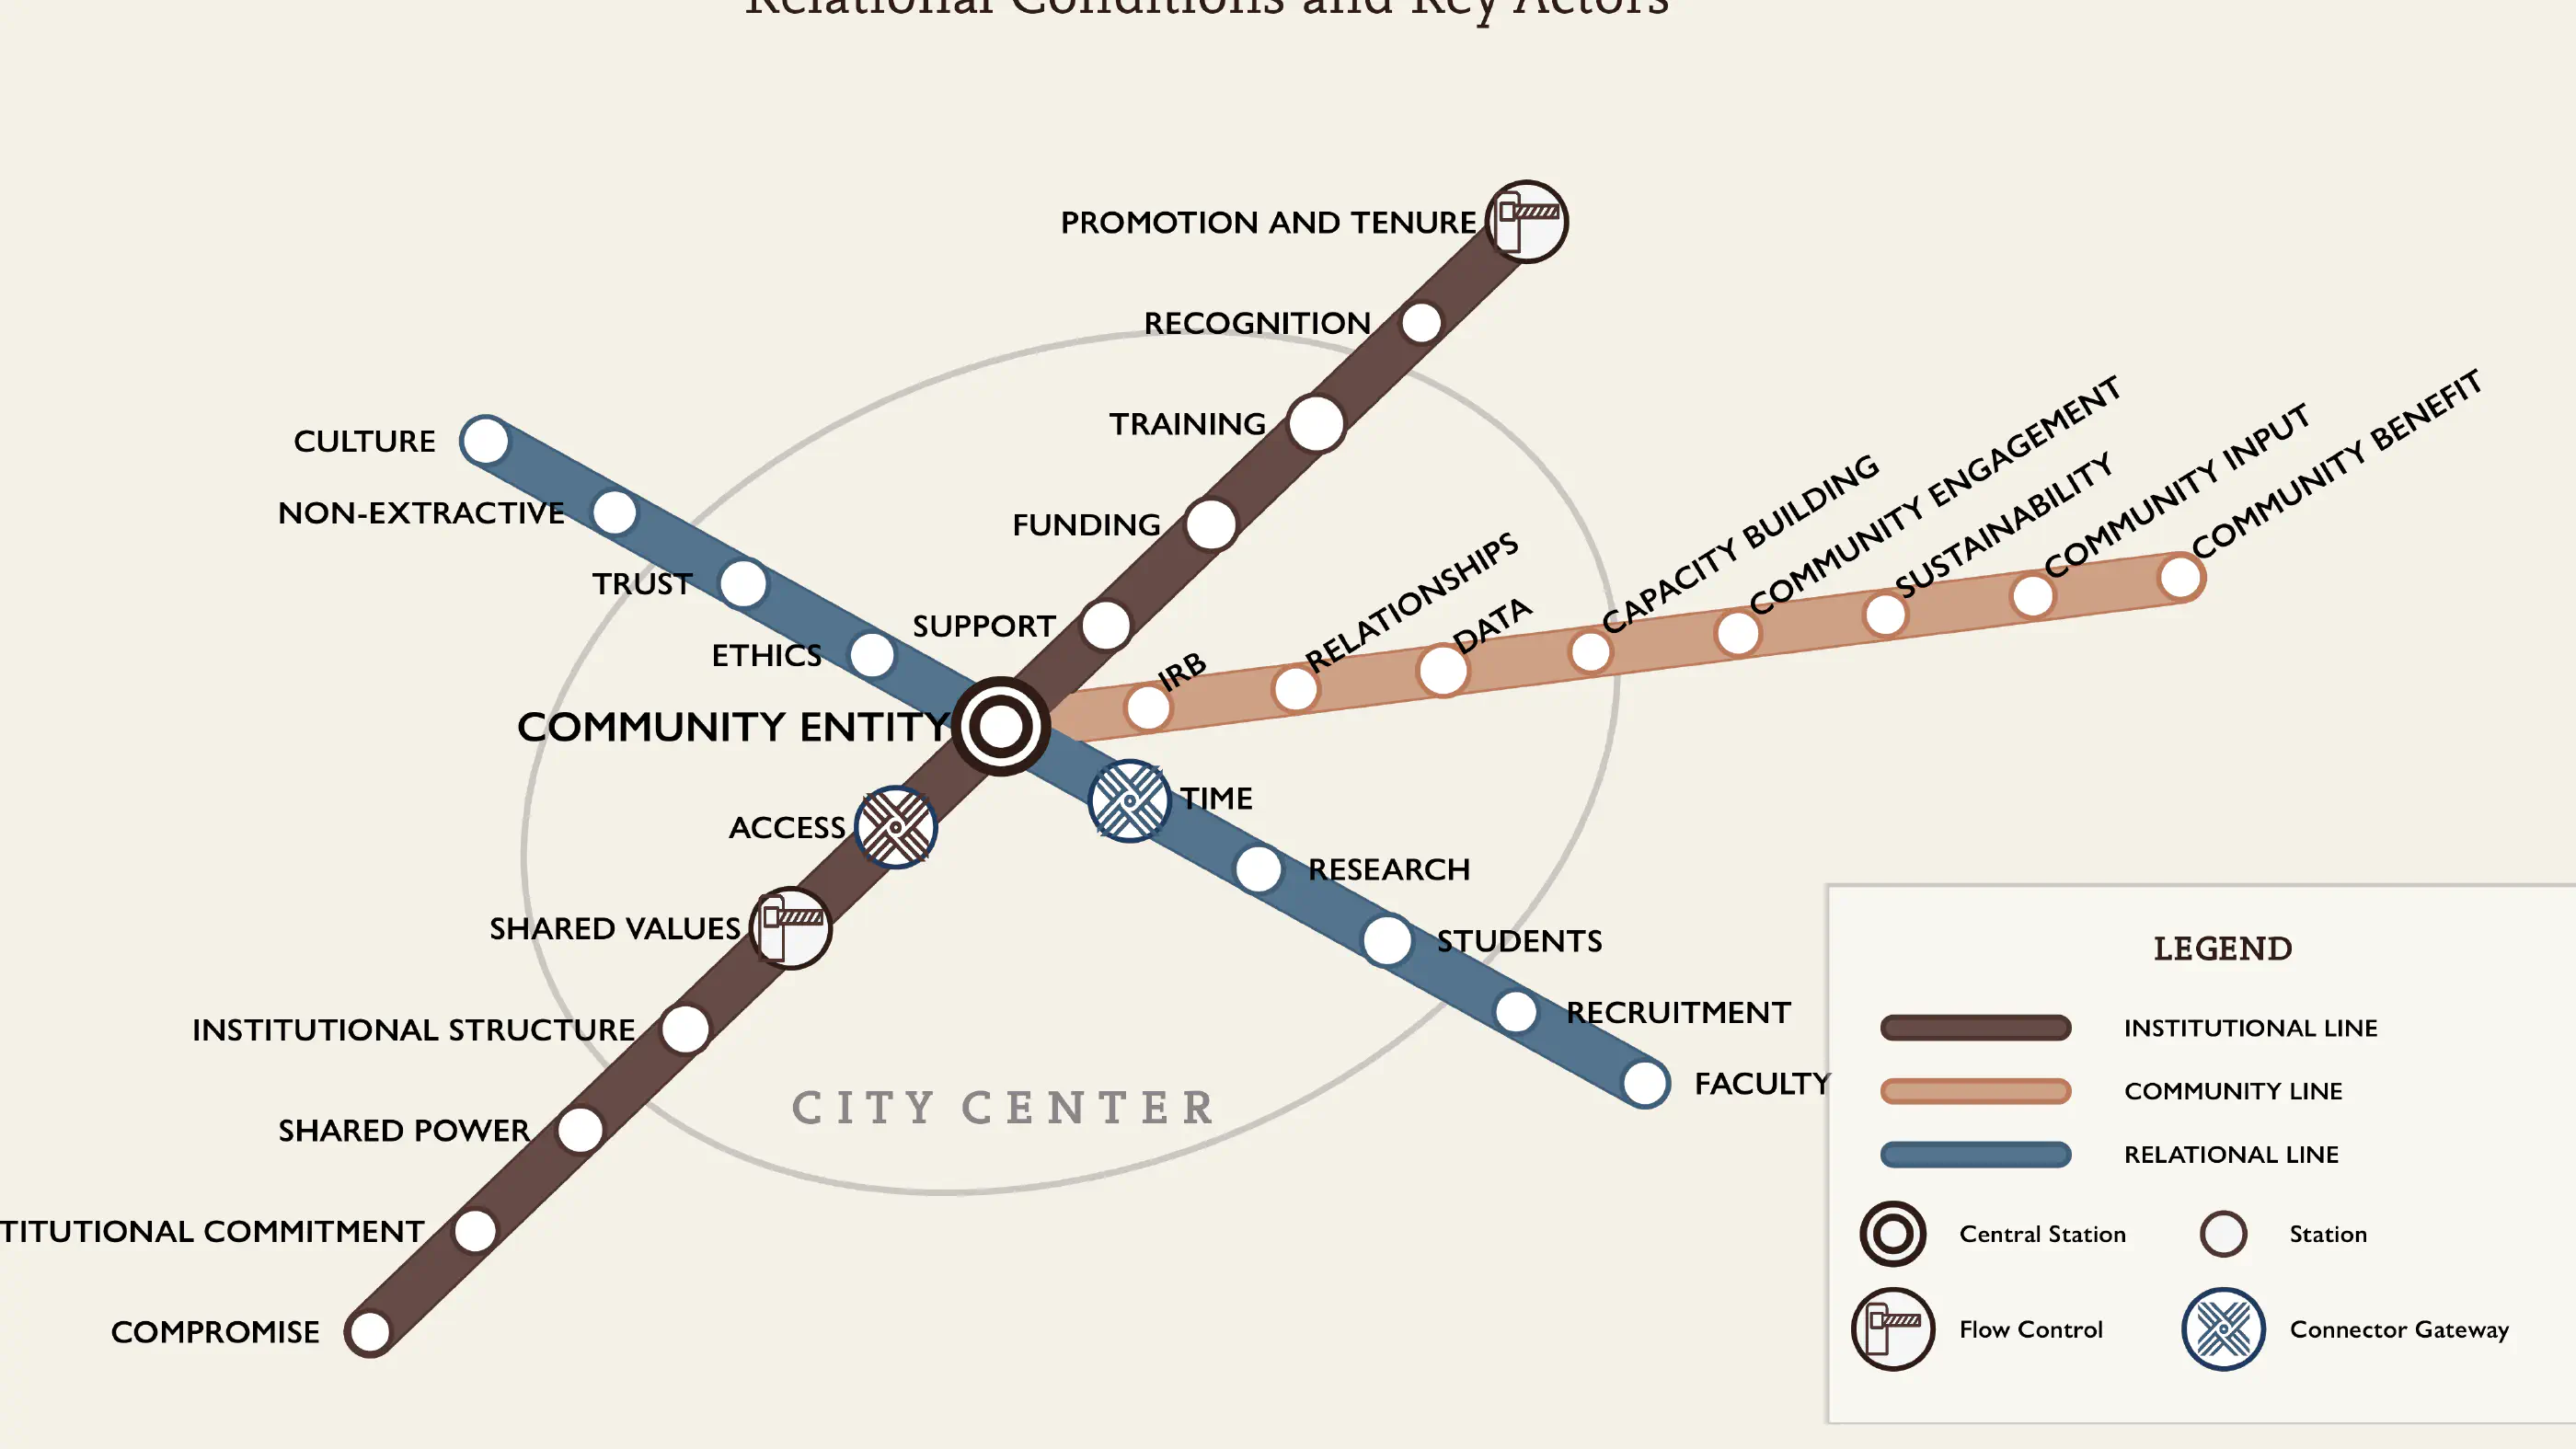 Relational Conditions and Key Actors
PROMOTION AND TENURE
RECOGNITION
TRAINING
FUNDING
SUPPORT
CULTURE
NON-EXTRACTIVE
TRUST
ETHICS
COMMUNITY ENTITY
IRB
RELATIONSHIPS
DATA
CAPACITY BUILDING
COMMUNITY ENGAGEMENT
SUSTAINABILITY
COMMUNITY INPUT
COMMUNITY BENEFIT
ACCESS
TIME
RESEARCH
STUDENTS
RECRUITMENT
FACULTY
SHARED VALUES
INSTITUTIONAL STRUCTURE
SHARED POWER
TITUTIONAL COMMITMENT
COMPROMISE
CITY CENTER
LEGEND
INSTITUTIONAL LINE
COMMUNITY LINE
RELATIONAL LINE
Central Station
Station
Flow Control
Connector Gateway